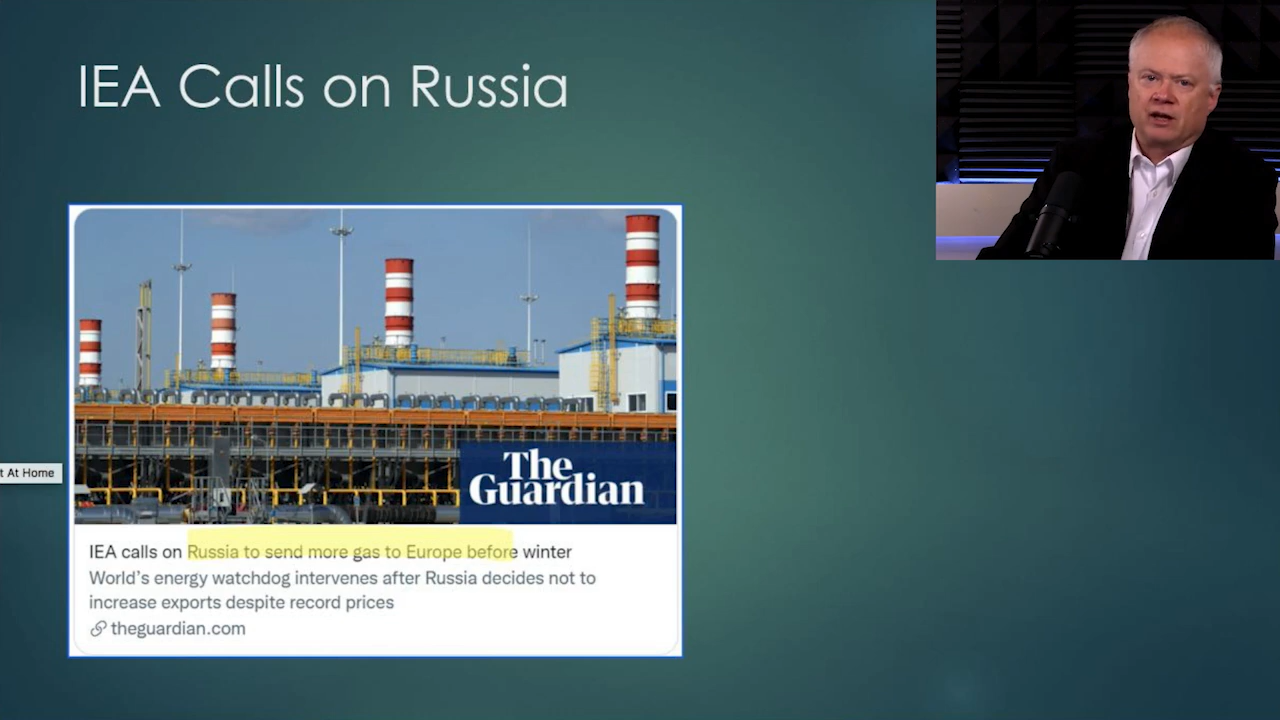 IEA Calls on Russia
t At Home
The
Guardian
IEA calls on Russia to send more gas to Europe before winter
World’s energy watchdog intervenes after Russia decides not to
increase exports despite record prices
theguardian.com